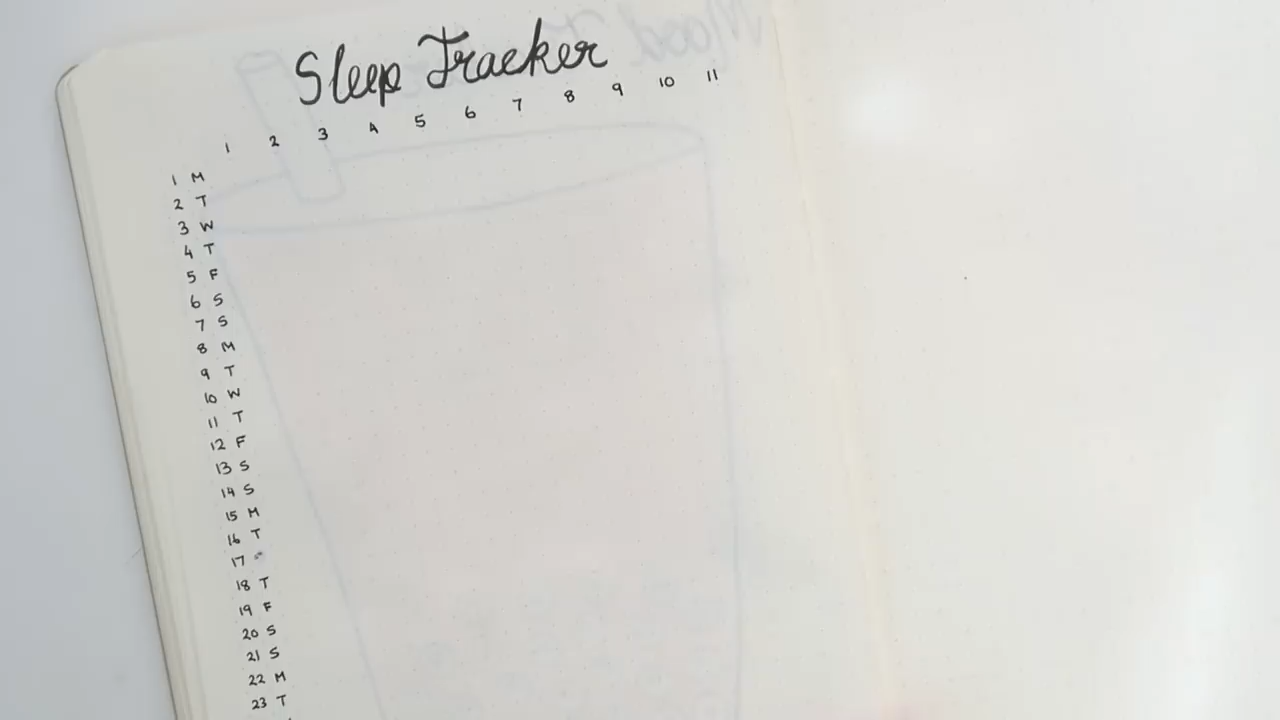 Sleep Tracker
1 2 3 4 5 6 7 8 9 10 11
1 M
2 T
3 W
4 T
5 F
6 S
7 S
8 M
9 T
10 W
11 T
12 F
13 S
14 S
15 M
16 T
17
18 T
19 F
20 S
21 S
22 M
23 T